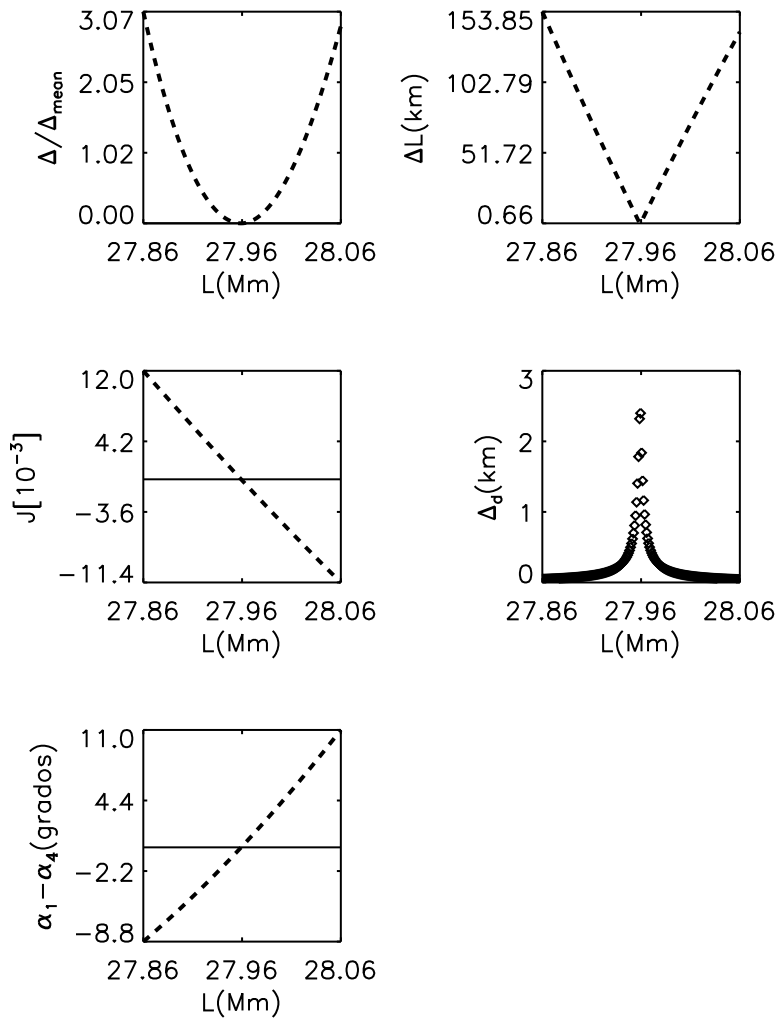 3.07
2.05
1.02
0.00
Δ/Δmean
27.86 27.96 28.06
L(Mm)
153.85
102.79
51.72
0.66
ΔL(km)
27.86 27.96 28.06
L(Mm)
12.0
4.2
−3.6
−11.4
J[10⁻³]
27.86 27.96 28.06
L(Mm)
3
2
1
0
Δd(km)
27.86 27.96 28.06
L(Mm)
11.0
4.4
−2.2
−8.8
α₁−α₄(grados)
27.86 27.96 28.06
L(Mm)